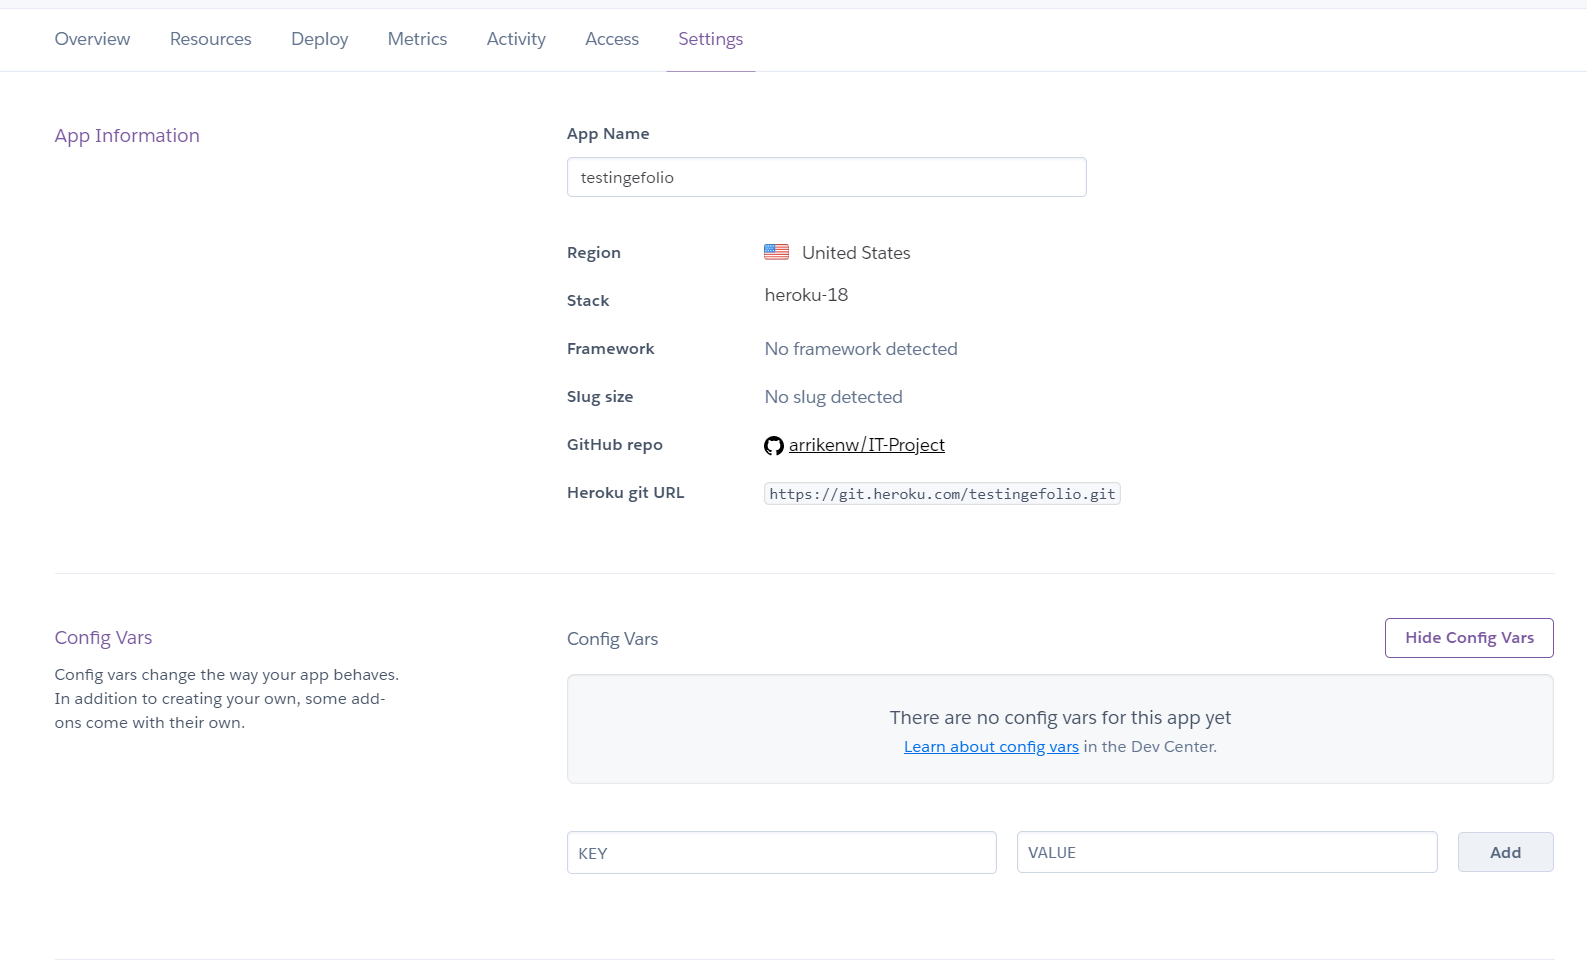 Overview Resources Deploy Metrics Activity Access Settings
App Information
App Name
testingefolio
Region United States
Stack heroku-18
Framework No framework detected
Slug size No slug detected
GitHub repo arrikenw/IT-Project
Heroku git URL https://git.heroku.com/testingefolio.git
Config Vars
Config vars change the way your app behaves.
In addition to creating your own, some add-
ons come with their own.
Config Vars Hide Config Vars
There are no config vars for this app yet
Learn about config vars in the Dev Center.
KEY VALUE Add